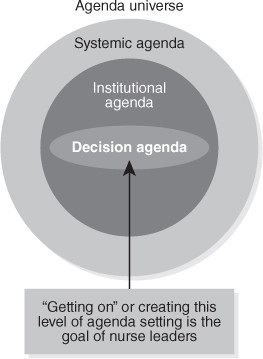 Agenda universe
Systemic agenda
Institutional
agenda
Decision agenda
“Getting on” or creating this
level of agenda setting is the
goal of nurse leaders